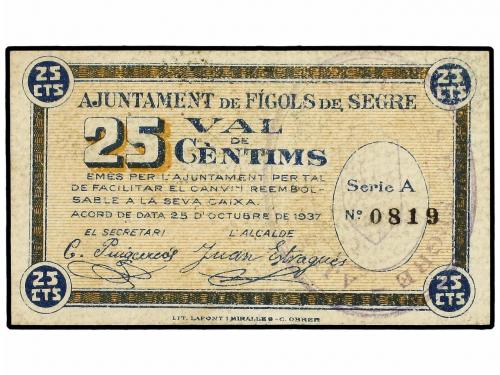 25 CTS
25 CTS
AJUNTAMENT DE FÍGOLS DE SEGRE
25 VAL
DE
CÈNTIMS
EMÈS PER L'AJUNTAMENT PER TAL
DE FACILITAR EL CANVI I REEMBOL-
SABLE A LA SEVA CAIXA.
ACORD DE DATA 25 D'OCTUBRE DE 1937
Serie A
Nº 0819
EL SECRETARI L'ALCALDE
C. Puigcercós Juan Estragués
25 CTS
25 CTS
LIT. LAFONT I MIRALLES - C. OBRER